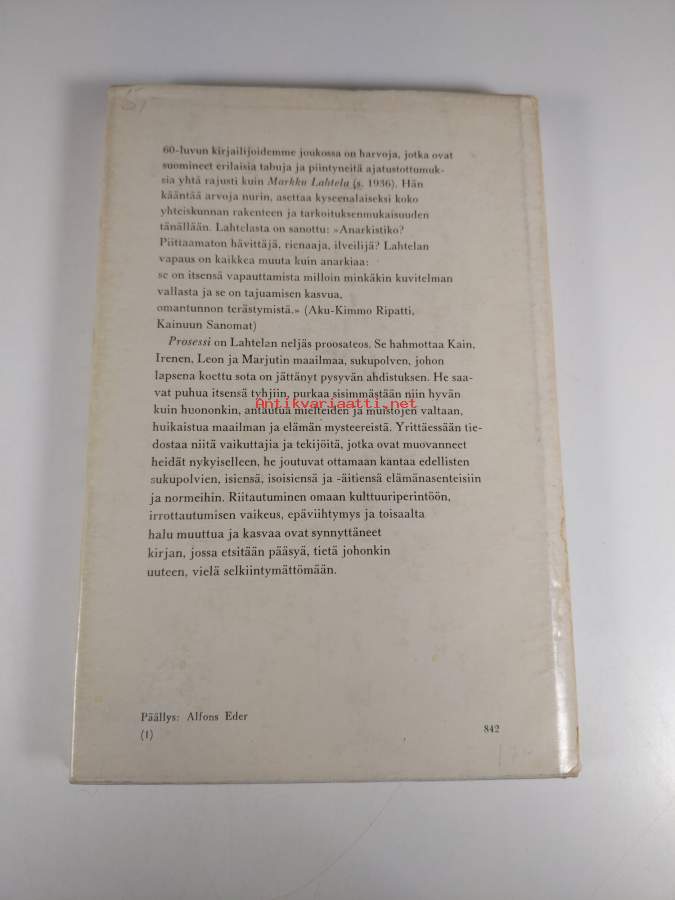 60-luvun kirjailijoidemme joukossa on harvoja, jotka ovat
suomineet erilaisia tabuja ja piintyneitä ajatustottumuk-
sia yhtä rajusti kuin Markku Lahtela (s. 1936). Hän
kääntää arvoja nurin, asettaa kyseenalaiseksi koko
yhteiskunnan rakenteen ja tarkoituksenmukaisuuden
tänällään. Lahtelasta on sanottu: »Anarkistiko?
Piittaamaton hävittäjä, rienaaja, ilveilijä? Lahtelan
vapaus on kaikkea muuta kuin anarkiaa:
se on itsensä vapauttamista milloin minkäkin kuvitelman
vallasta ja se on tajuamisen kasvua,
omantunnon terästymistä.» (Aku-Kimmo Ripatti,
Kainuun Sanomat)
Prosessi on Lahtelan neljäs proosateos. Se hahmottaa Kain,
Irenen, Leon ja Marjutin maailmaa, sukupolven, johon
lapsena koettu sota on jättänyt pysyvän ahdistuksen. He saa-
vat puhua itsensä tyhjiin, purkaa sisimmästään niin hyvän
Antikvariaatti.net
kuin huononkin, antautua mielteiden ja muistojen valtaan,
huikaistua maailman ja elämän mysteereistä. Yrittäessään tie-
dostaa niitä vaikuttajia ja tekijöitä, jotka ovat muovanneet
heidät nykyiselleen, he joutuvat ottamaan kantaa edellisten
sukupolvien, isiensä, isoisiensä ja -äitiensä elämänasenteisiin
ja normeihin. Riitautuminen omaan kulttuuriperintöön,
irrottautumisen vaikeus, epäviihtymys ja toisaalta
halu muuttua ja kasvaa ovat synnyttäneet
kirjan, jossa etsitään pääsyä, tietä johonkin
uuteen, vielä selkiintymättömään.
Päällys: Alfons Eder
(1)
842